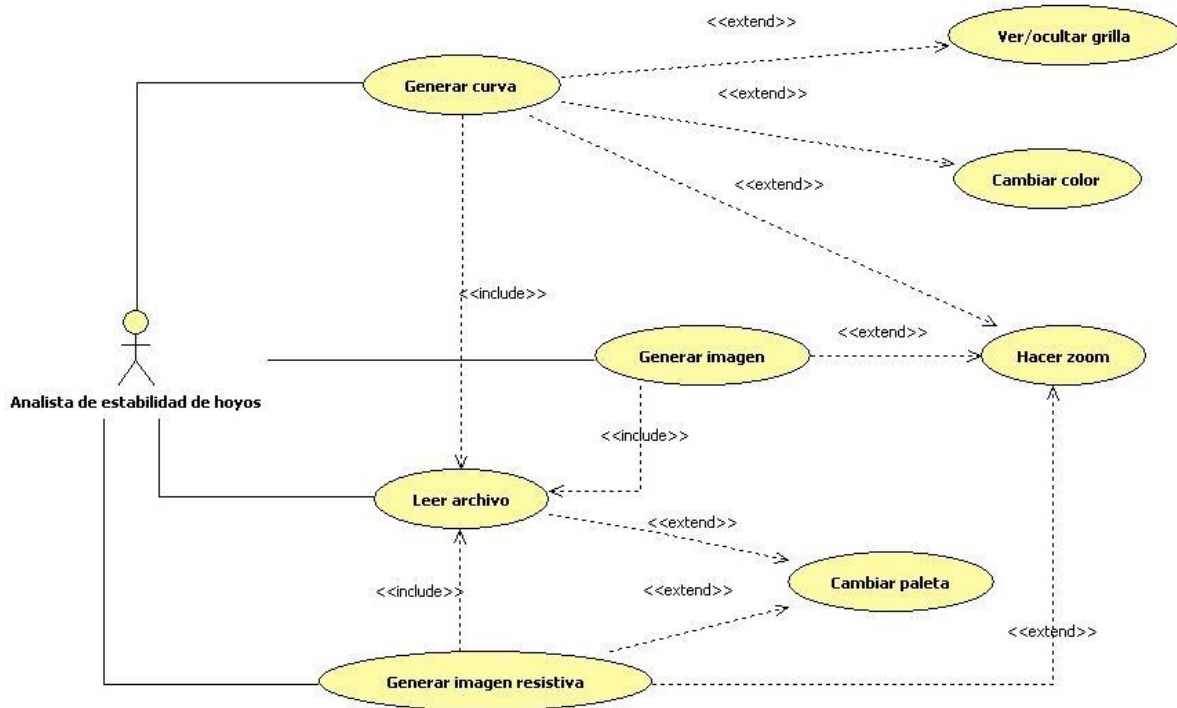 <<extend>>
Ver/ocultar grilla
Generar curva
<<extend>>
Cambiar color
<<extend>>
<<include>>
<<extend>>
Generar imagen
Hacer zoom
Analista de estabilidad de hoyos
<<include>>
Leer archivo
<<extend>>
Cambiar paleta
<<include>>
<<extend>>
<<extend>>
Generar imagen resistiva